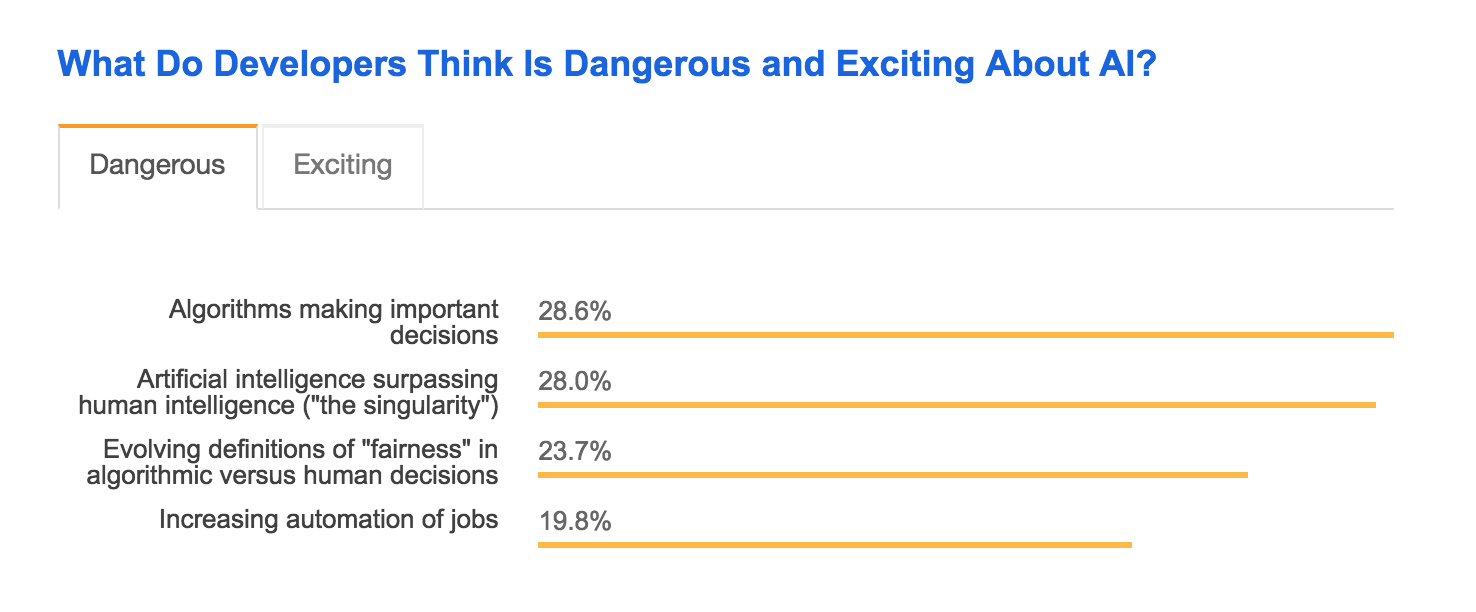 What Do Developers Think Is Dangerous and Exciting About AI?
Dangerous
Exciting
Algorithms making important
decisions
28.6%
Artificial intelligence surpassing
human intelligence ("the singularity")
28.0%
Evolving definitions of "fairness" in
algorithmic versus human decisions
23.7%
Increasing automation of jobs
19.8%